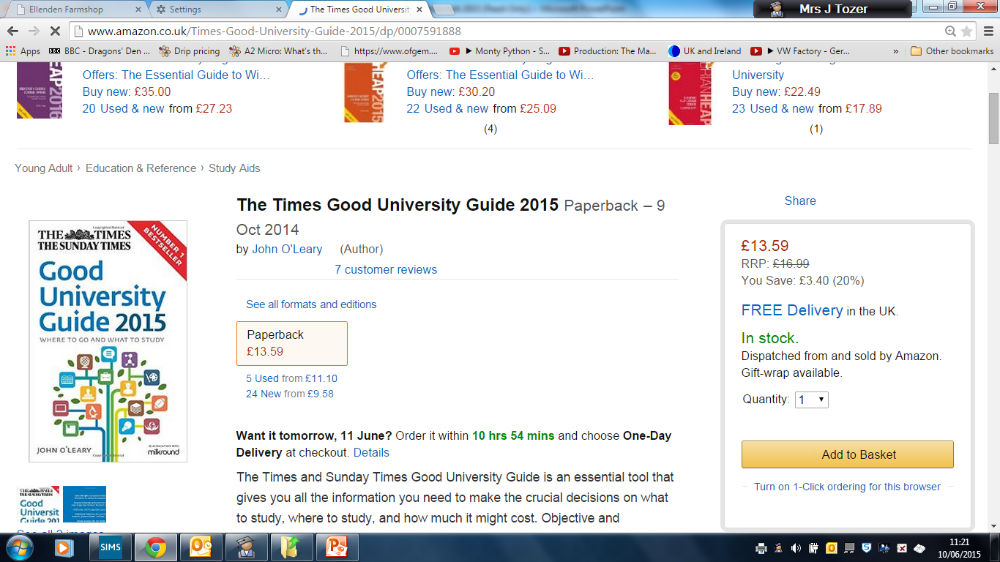 Ellenden Farmshop
Settings
The Times Good Universit
Mrs J Tozer
www.amazon.co.uk/Times-Good-University-Guide-2015/dp/0007591888
Apps
BBC - Dragons' Den ...
Drip pricing
A2 Micro: What's th...
https://www.ofgem....
▶ Monty Python - S...
Production: The Ma...
UK and Ireland
▶ VW Factory - Ger...
»
Other bookmarks
HEAP 2016
Offers: The Essential Guide to Wi…
Buy new: £35.00
20 Used & new from £27.23
HEAP 2015
Offers: The Essential Guide to Wi…
Buy new: £30.20
22 Used & new from £25.09
(4)
University
Buy new: £22.49
23 Used & new from £17.89
(1)
Young Adult › Education & Reference › Study Aids
THE TIMES
THE SUNDAY TIMES
NUMBER 1
BESTSELLER
Good
University
Guide 2015
WHERE TO GO AND WHAT TO STUDY
JOHN O'LEARY
IN ASSOCIATION WITH
milkround
The Times Good University Guide 2015 Paperback – 9
Oct 2014
by John O'Leary (Author)
7 customer reviews
See all formats and editions
Paperback
£13.59
5 Used from £11.10
24 New from £9.58
Want it tomorrow, 11 June? Order it within 10 hrs 54 mins and choose One-Day
Delivery at checkout. Details
The Times and Sunday Times Good University Guide is an essential tool that
gives you all the information you need to make the crucial decisions on what
to study, where to study, and how much it might cost. Objective and
Share
£13.59
RRP: £16.99
You Save: £3.40 (20%)
FREE Delivery in the UK.
In stock.
Dispatched from and sold by Amazon.
Gift-wrap available.
Quantity: 1
Add to Basket
Turn on 1-Click ordering for this browser
SIMS
11:21
10/06/2015